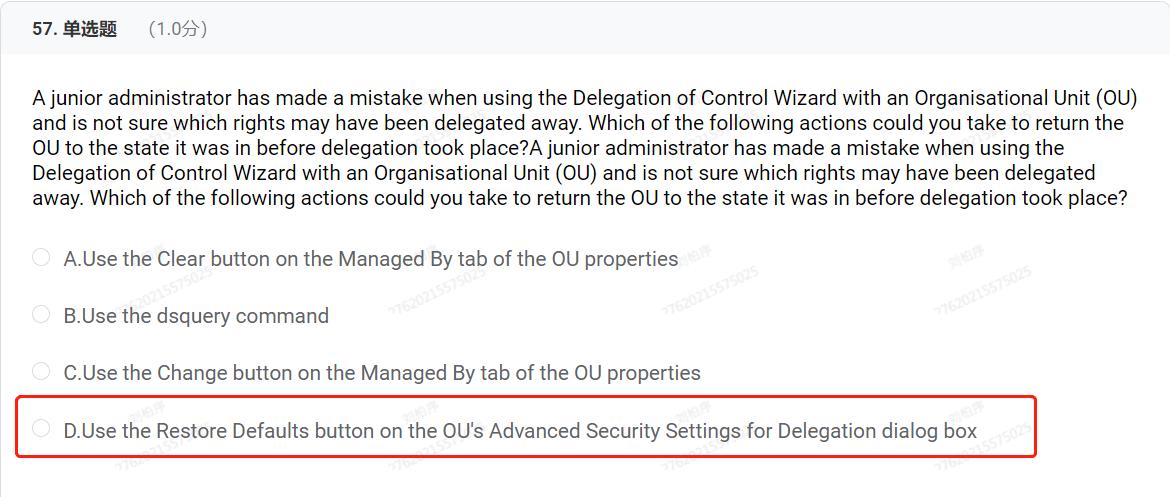 57. 单选题 (1.0分)
A junior administrator has made a mistake when using the Delegation of Control Wizard with an Organisational Unit (OU)
and is not sure which rights may have been delegated away. Which of the following actions could you take to return the
OU to the state it was in before delegation took place?A junior administrator has made a mistake when using the
Delegation of Control Wizard with an Organisational Unit (OU) and is not sure which rights may have been delegated
away. Which of the following actions could you take to return the OU to the state it was in before delegation took place?
A.Use the Clear button on the Managed By tab of the OU properties
B.Use the dsquery command
C.Use the Change button on the Managed By tab of the OU properties
D.Use the Restore Defaults button on the OU's Advanced Security Settings for Delegation dialog box